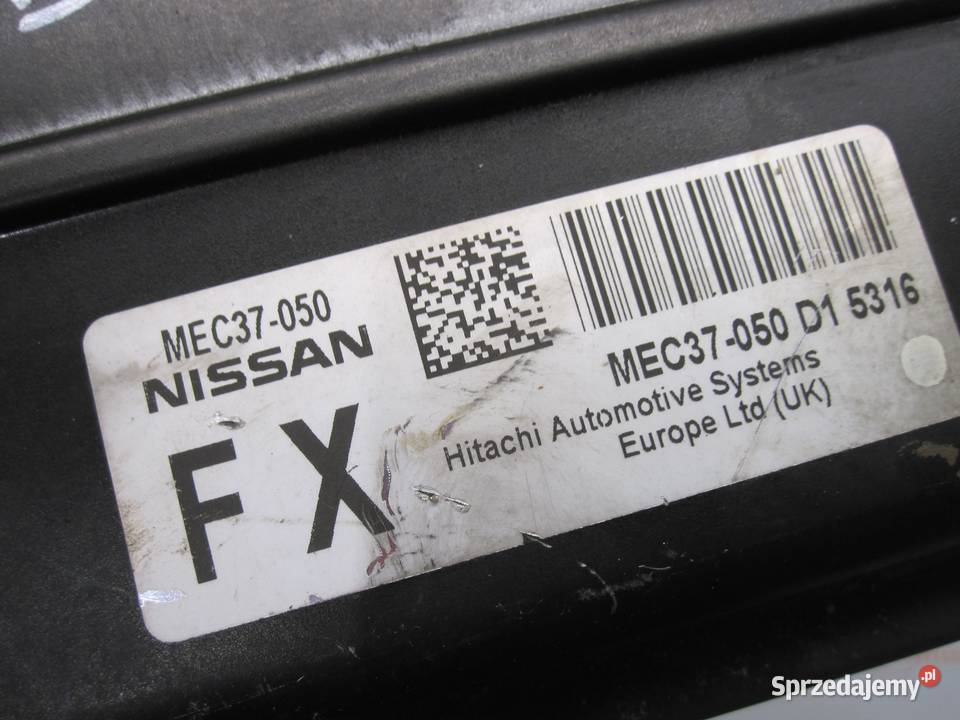 MEC37-050
NISSAN
FX
MEC37-050 D1 5316
Hitachi Automotive Systems
Europe Ltd (UK)
Sprzedajemy.pl